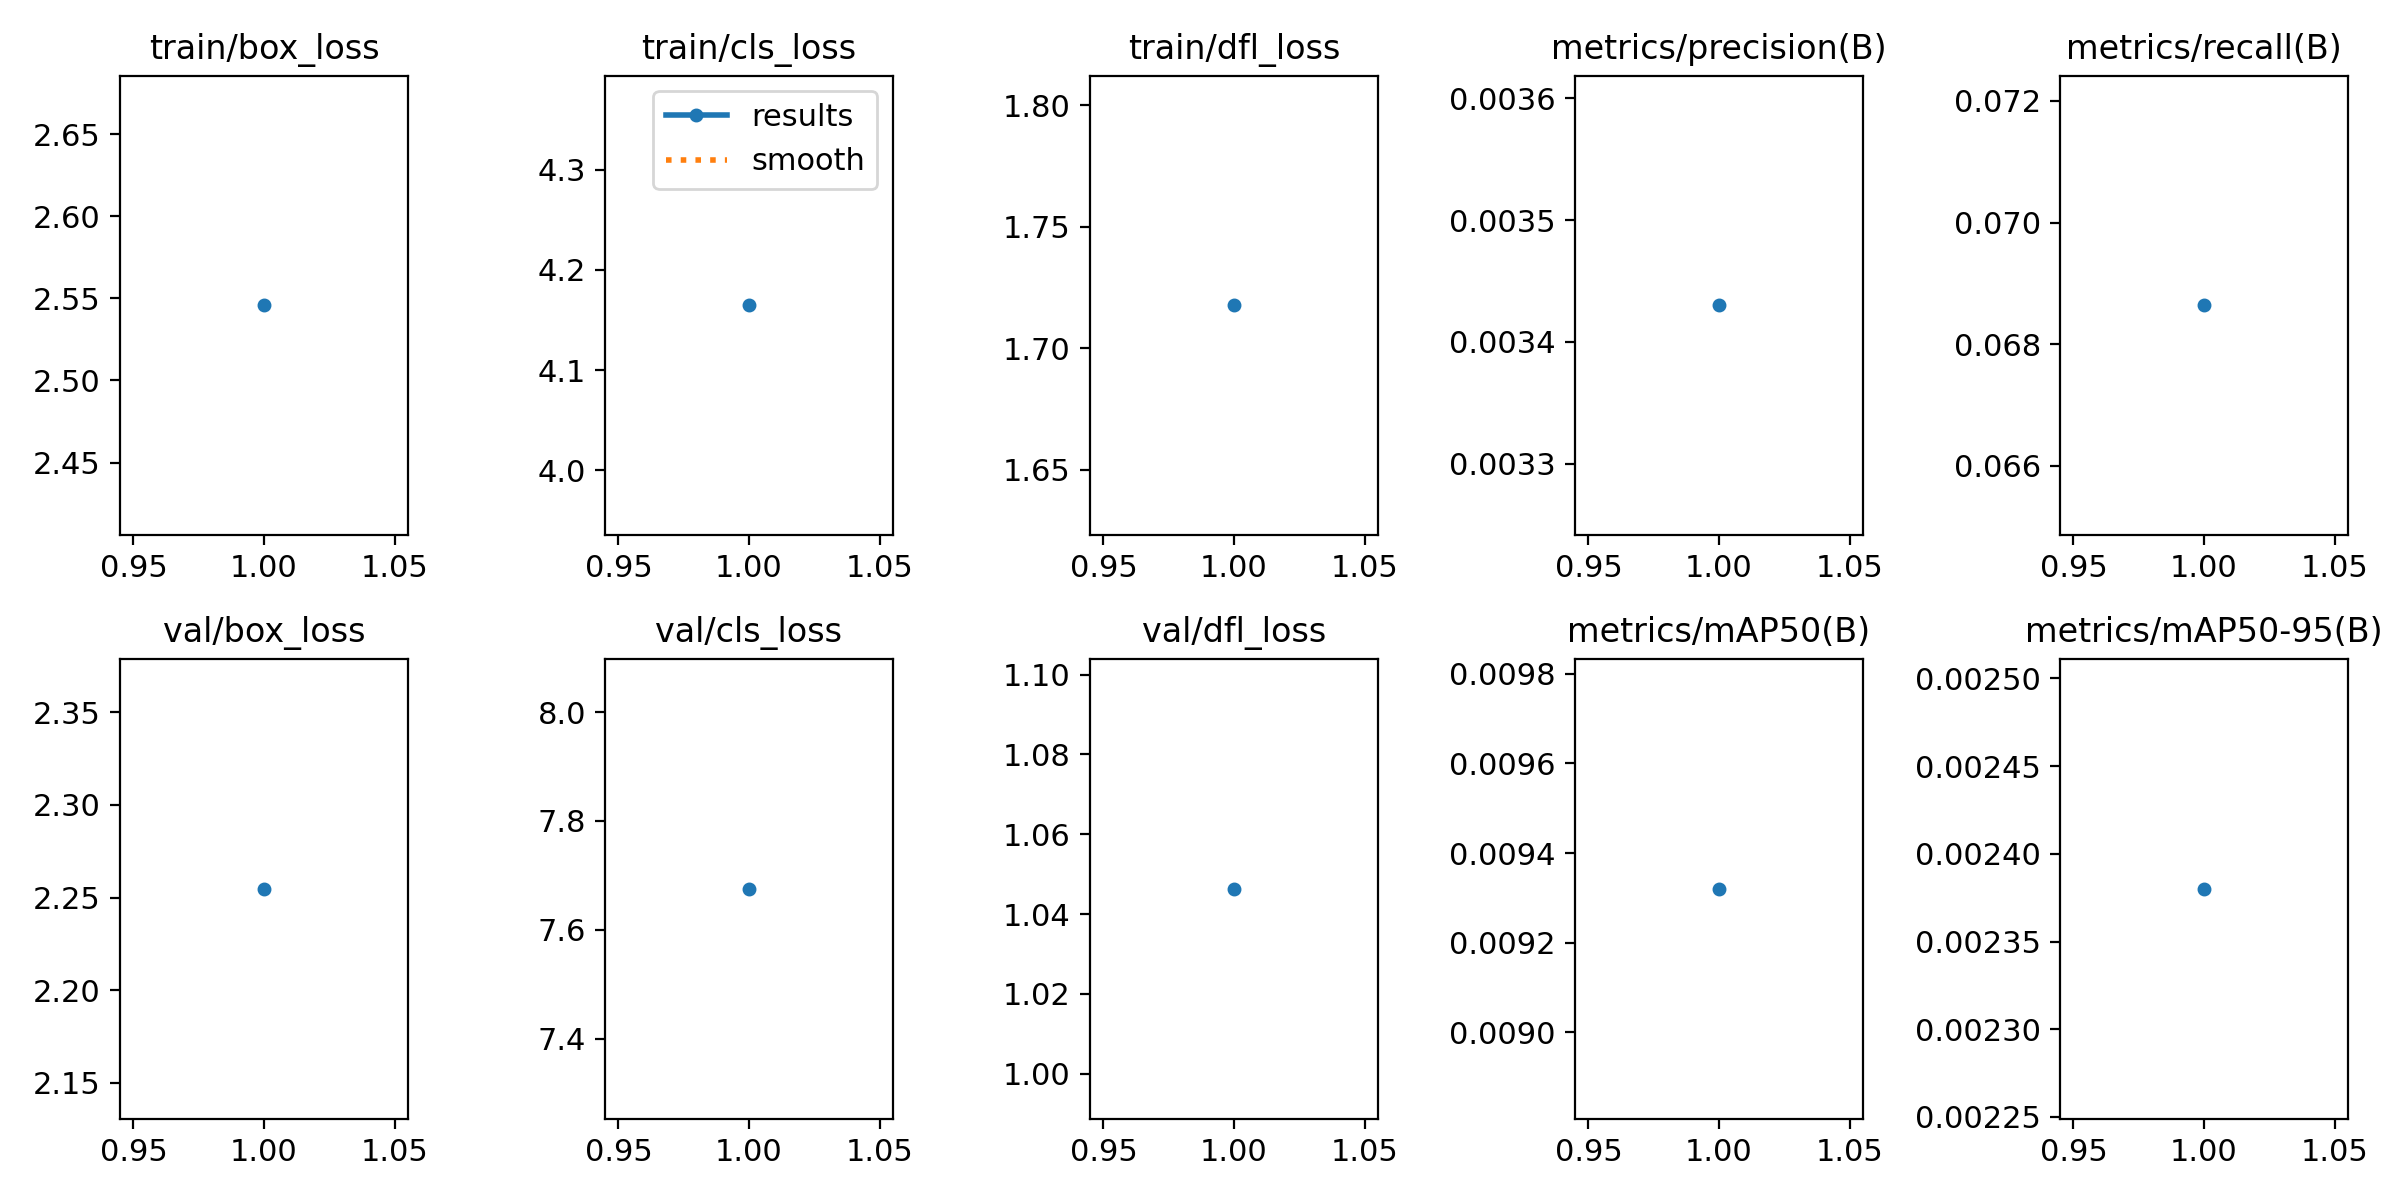 train/box_loss
2.65
2.60
2.55
2.50
2.45
0.95 1.00 1.05
train/cls_loss
results
smooth
4.3
4.2
4.1
4.0
0.95 1.00 1.05
train/dfl_loss
1.80
1.75
1.70
1.65
0.95 1.00 1.05
metrics/precision(B)
0.0036
0.0035
0.0034
0.0033
0.95 1.00 1.05
metrics/recall(B)
0.072
0.070
0.068
0.066
0.95 1.00 1.05
val/box_loss
2.35
2.30
2.25
2.20
2.15
0.95 1.00 1.05
val/cls_loss
8.0
7.8
7.6
7.4
0.95 1.00 1.05
val/dfl_loss
1.10
1.08
1.06
1.04
1.02
1.00
0.95 1.00 1.05
metrics/mAP50(B)
0.0098
0.0096
0.0094
0.0092
0.0090
0.95 1.00 1.05
metrics/mAP50-95(B)
0.00250
0.00245
0.00240
0.00235
0.00230
0.00225
0.95 1.00 1.05